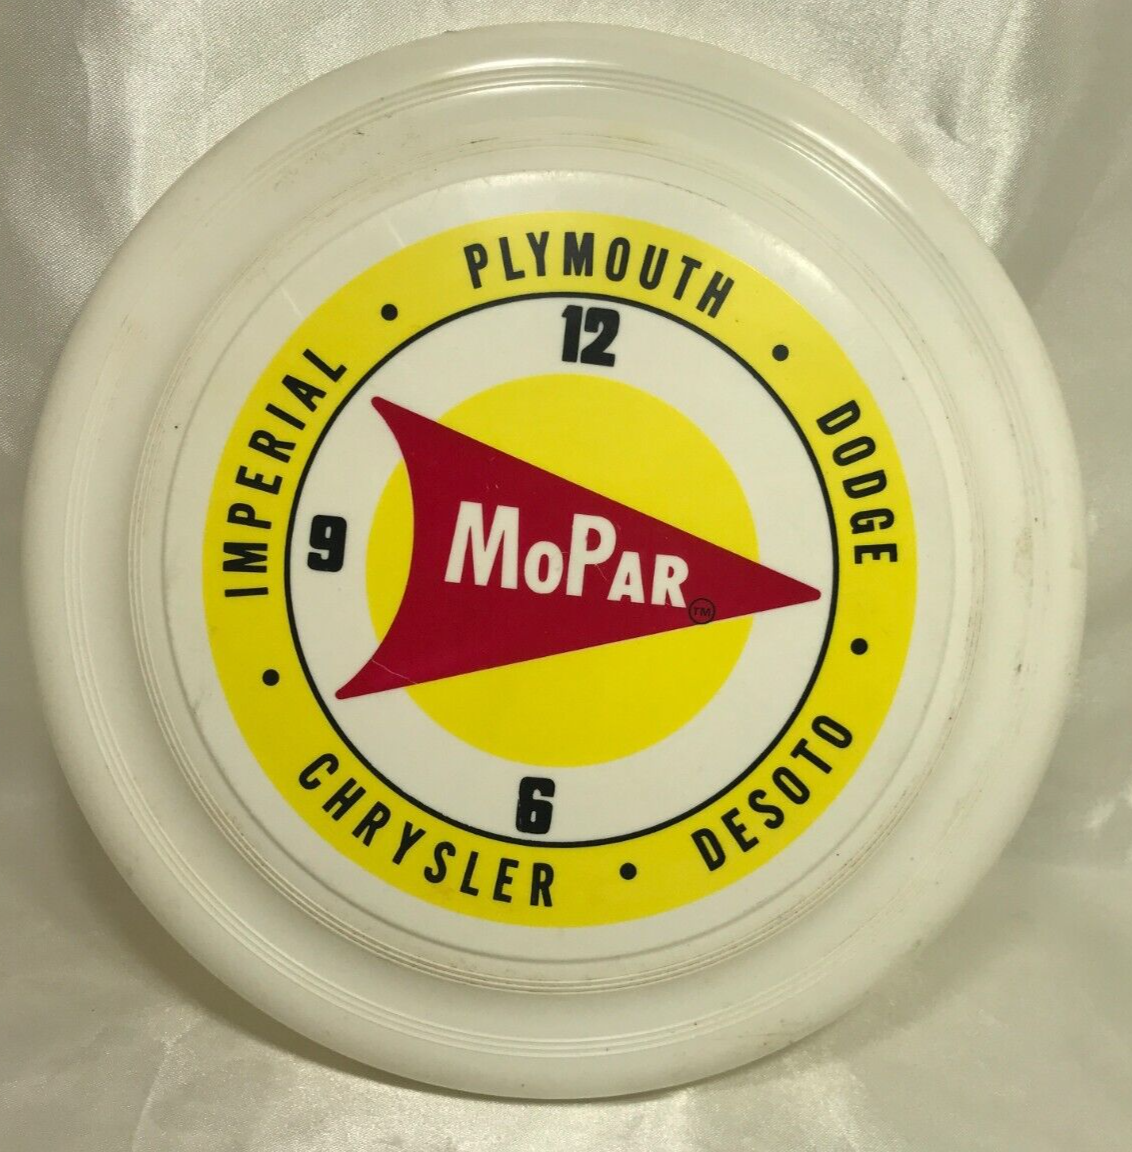 PLYMOUTH • DODGE • DESOTO • CHRYSLER • IMPERIAL •
12
9
MOPAR
TM
6